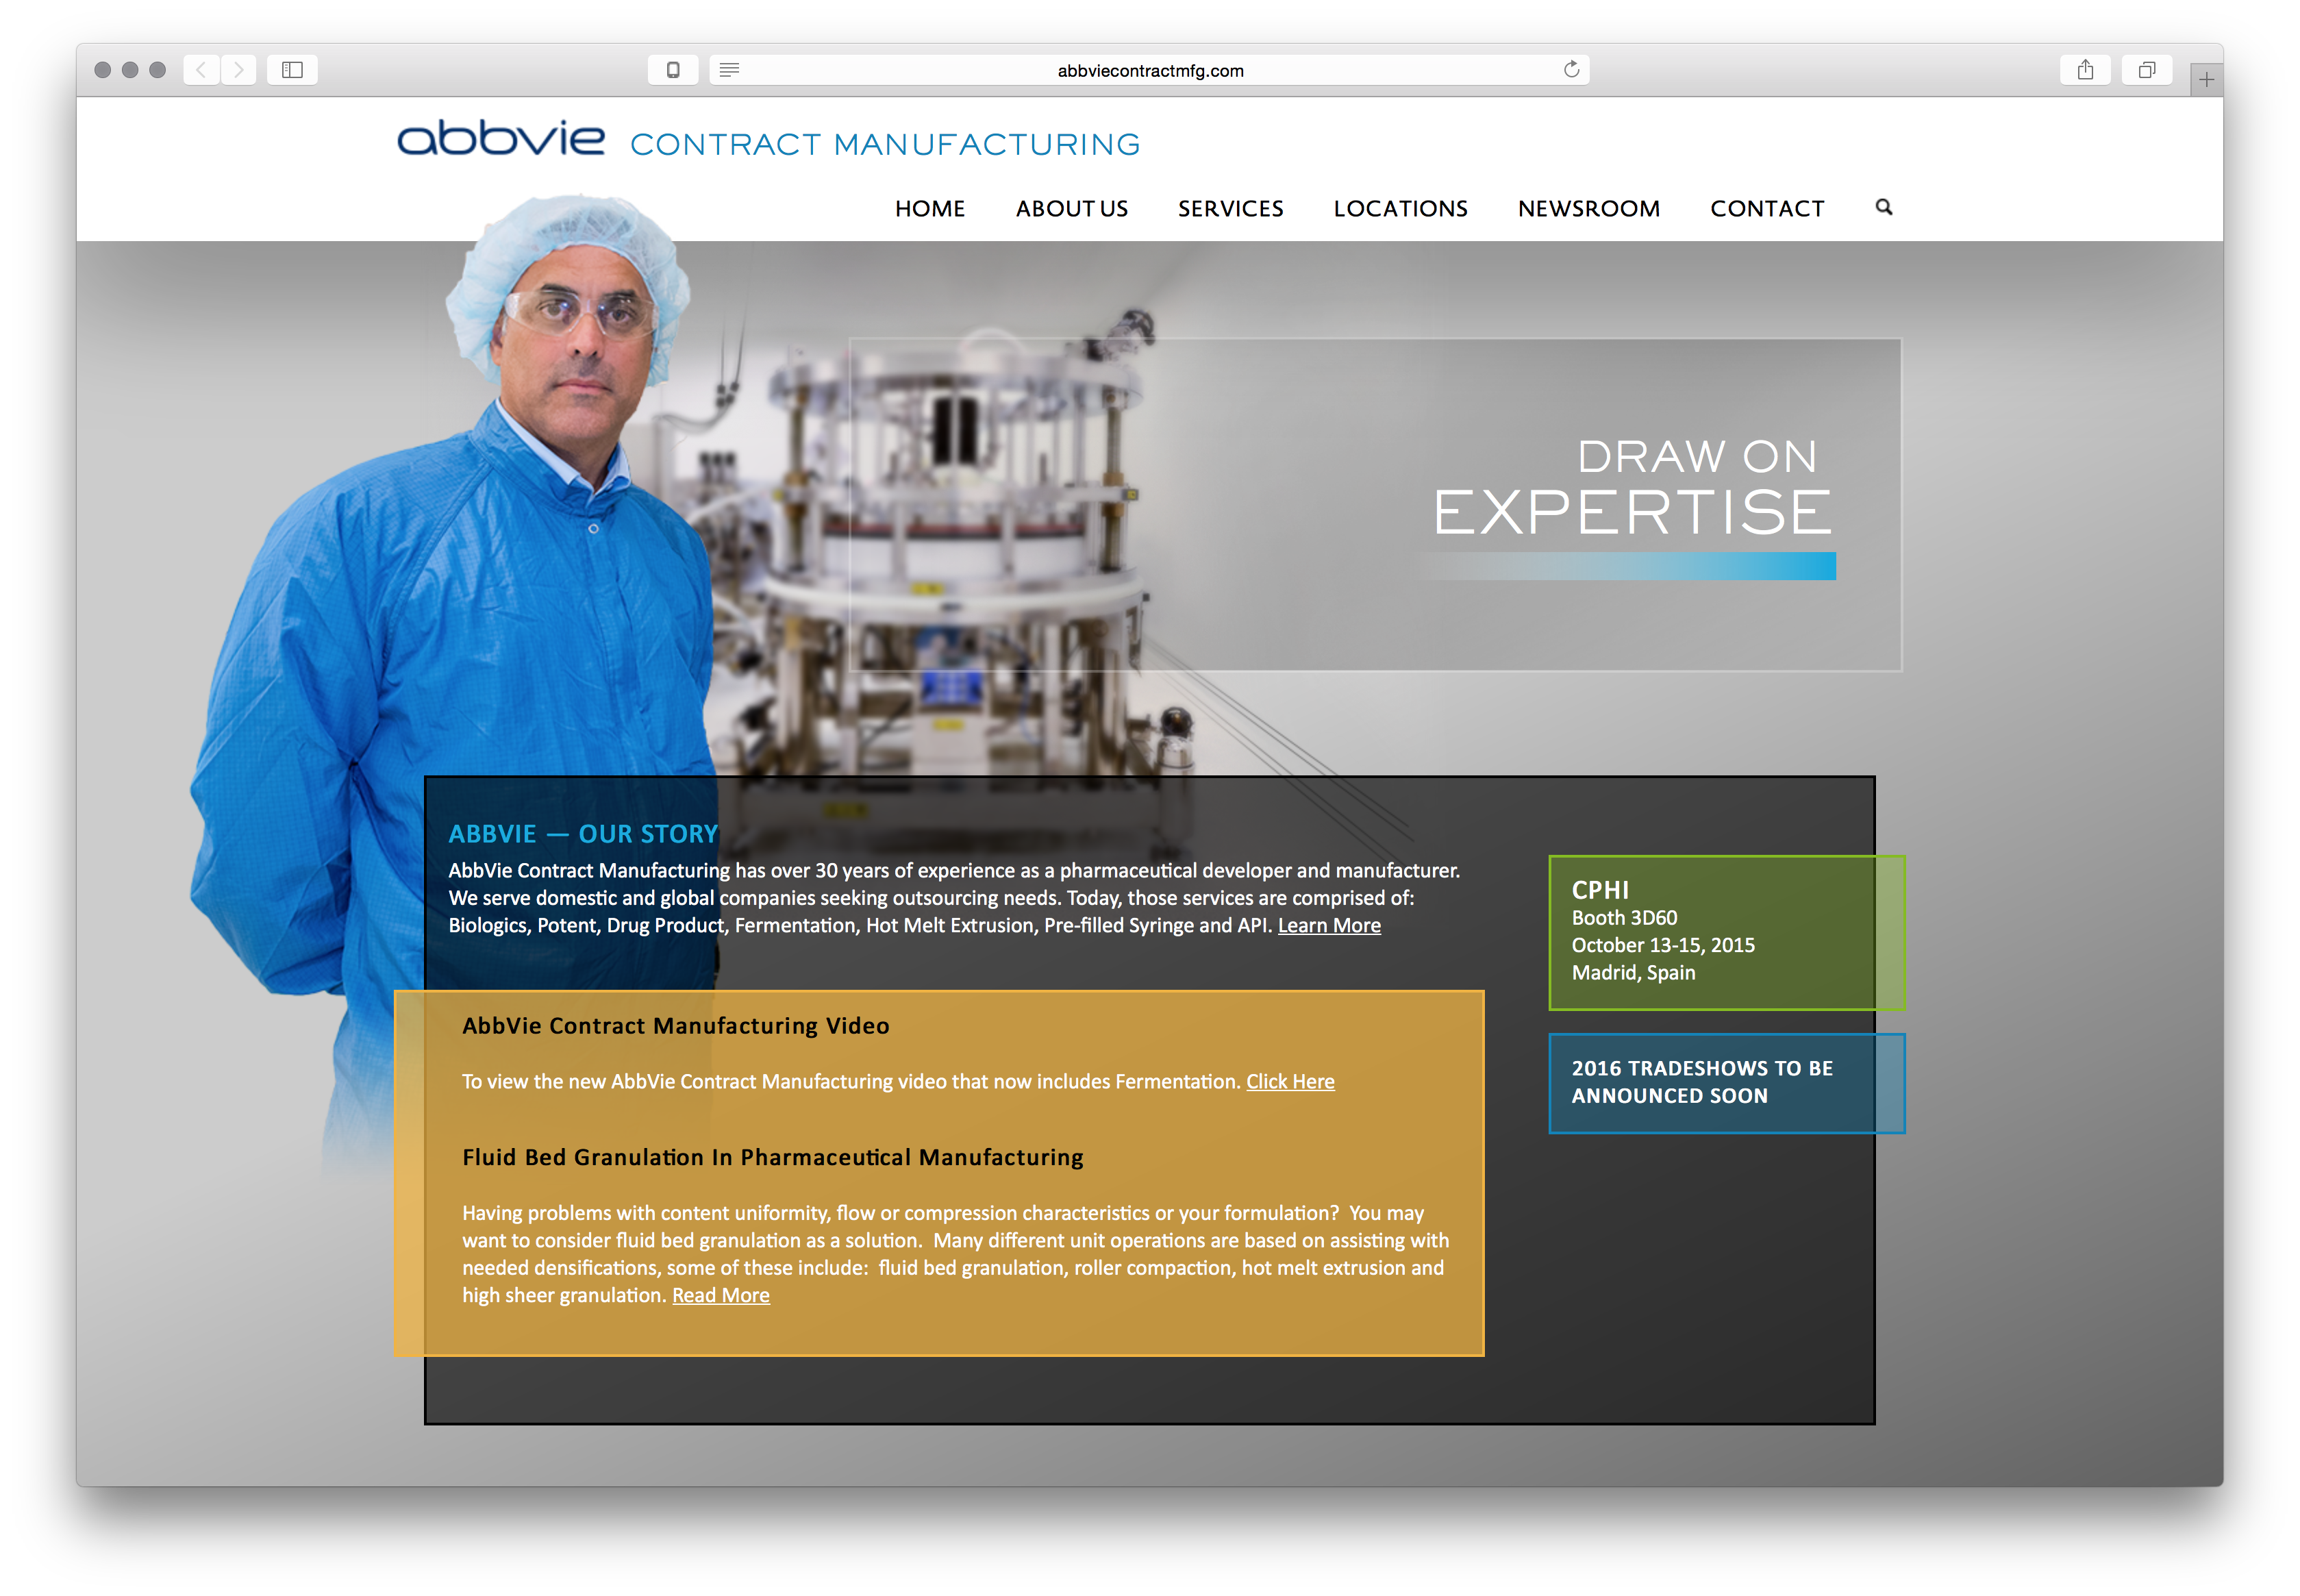 abbviecontractmfg.com
abbvie CONTRACT MANUFACTURING
HOME ABOUT US SERVICES LOCATIONS NEWSROOM CONTACT
DRAW ON
EXPERTISE
ABBVIE — OUR STORY
AbbVie Contract Manufacturing has over 30 years of experience as a pharmaceutical developer and manufacturer.
We serve domestic and global companies seeking outsourcing needs. Today, those services are comprised of:
Biologics, Potent, Drug Product, Fermentation, Hot Melt Extrusion, Pre-filled Syringe and API. Learn More
AbbVie Contract Manufacturing Video
To view the new AbbVie Contract Manufacturing video that now includes Fermentation. Click Here
Fluid Bed Granulation In Pharmaceutical Manufacturing
Having problems with content uniformity, flow or compression characteristics or your formulation?  You may
want to consider fluid bed granulation as a solution.  Many different unit operations are based on assisting with
needed densifications, some of these include:  fluid bed granulation, roller compaction, hot melt extrusion and
high sheer granulation. Read More
CPHI
Booth 3D60
October 13-15, 2015
Madrid, Spain
2016 TRADESHOWS TO BE
ANNOUNCED SOON